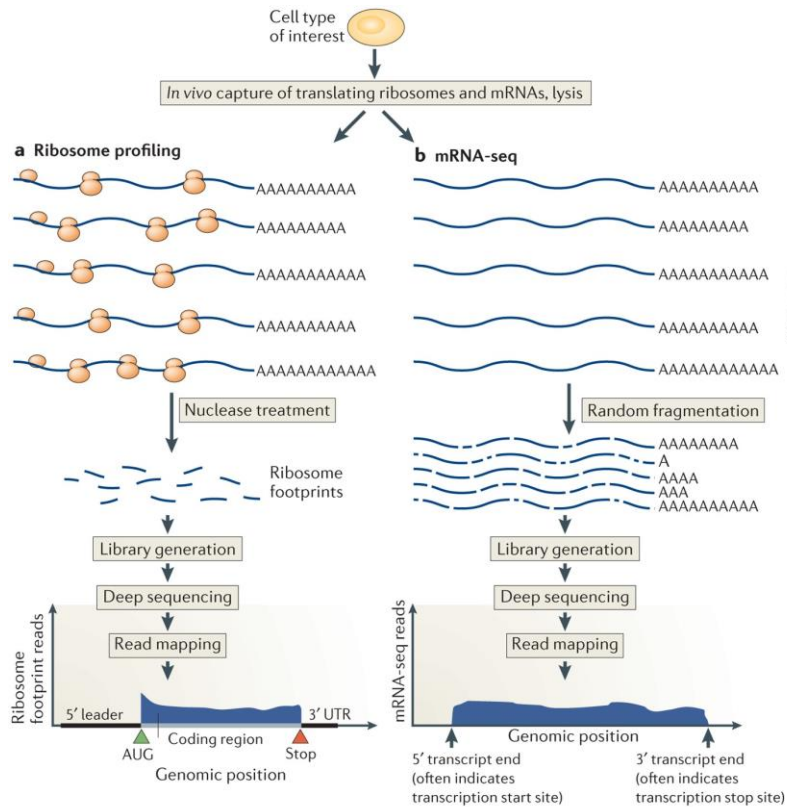 Cell type
of interest
In vivo capture of translating ribosomes and mRNAs, lysis
a Ribosome profiling
AAAAAAAAAA
AAAAAAAAA
AAAAAAAAAAA
AAAAAAAAAA
AAAAAAAAAAAA
Nuclease treatment
Ribosome
footprints
Library generation
Deep sequencing
Read mapping
Ribosome
footprint reads
5′ leader
3′ UTR
AUG
Coding region
Stop
Genomic position
b mRNA-seq
AAAAAAAAAA
AAAAAAAAA
AAAAAAAAAAA
AAAAAAAAAA
AAAAAAAAAAAA
Random fragmentation
AAAAAAAA
A
AAAA
AAA
AAAAAAAAAA
Library generation
Deep sequencing
Read mapping
mRNA-seq reads
Genomic position
5′ transcript end
(often indicates
transcription start site)
3′ transcript end
(often indicates
transcription stop site)